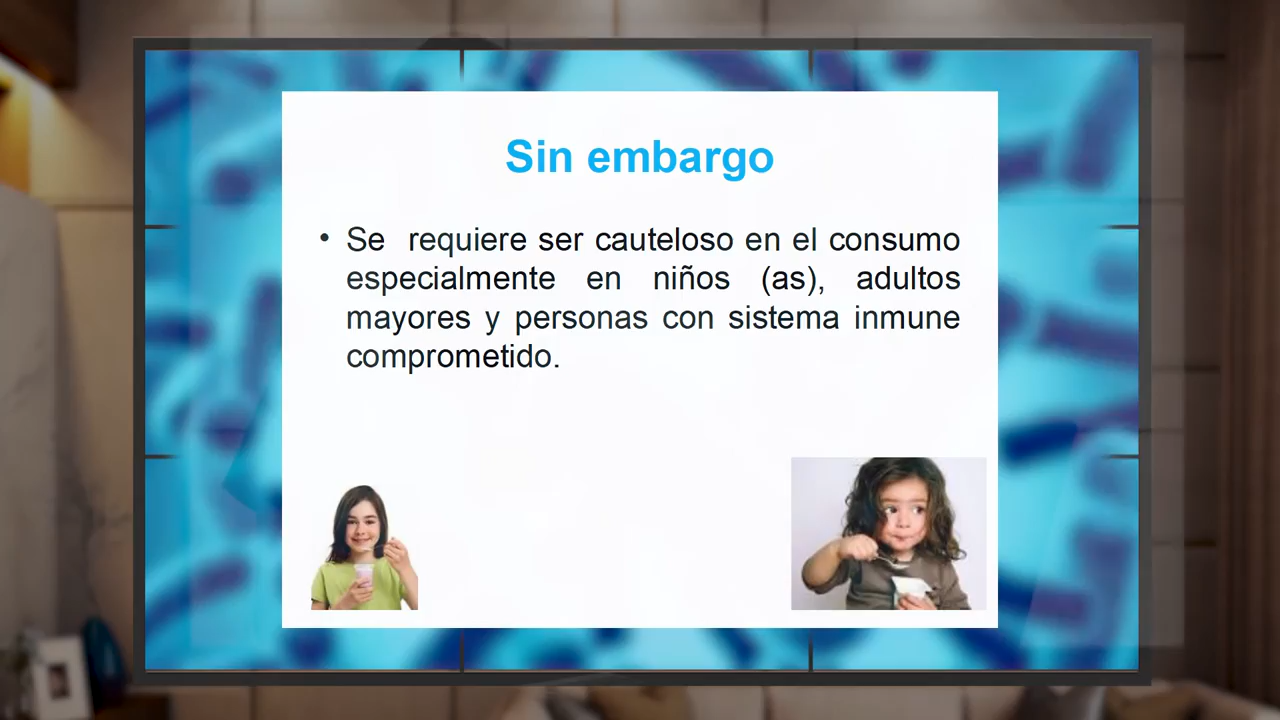 Sin embargo
• Se requiere ser cauteloso en el consumo
especialmente en niños (as), adultos
mayores y personas con sistema inmune
comprometido.